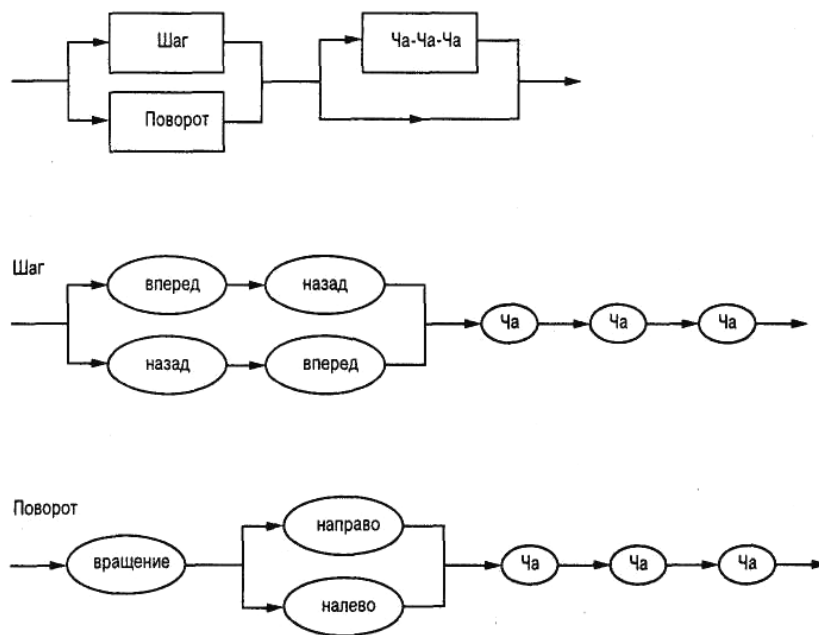 Шаг
Ча-Ча-Ча
Поворот
Шаг
вперед
назад
назад
вперед
Ча
Ча
Ча
Поворот
вращение
направо
налево
Ча
Ча
Ча